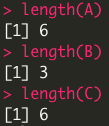 > length(A)
[1] 6
> length(B)
[1] 3
> length(C)
[1] 6